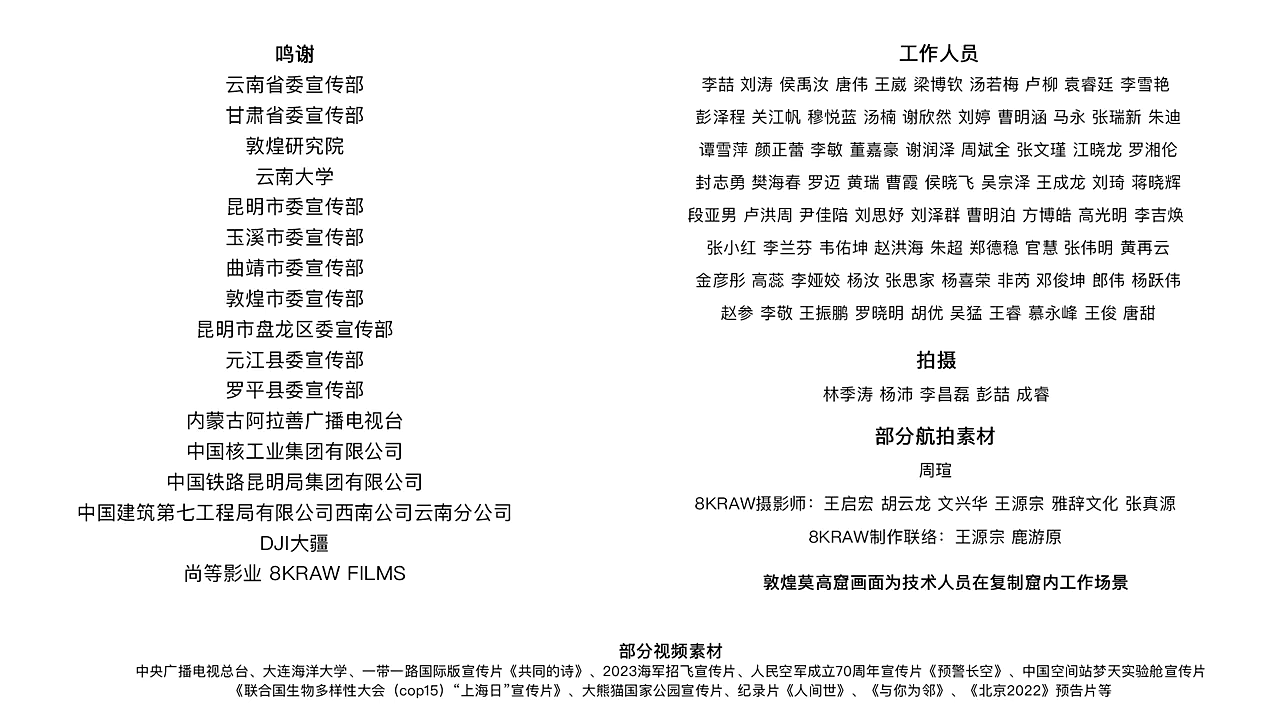 鸣谢
云南省委宣传部
甘肃省委宣传部
敦煌研究院
云南大学
昆明市委宣传部
玉溪市委宣传部
曲靖市委宣传部
敦煌市委宣传部
昆明市盘龙区委宣传部
元江县委宣传部
罗平县委宣传部
内蒙古阿拉善广播电视台
中国核工业集团有限公司
中国铁路昆明局集团有限公司
中国建筑第七工程局有限公司西南公司云南分公司
DJI大疆
尚等影业 8KRAW FILMS
工作人员
李喆 刘涛 侯禹汝 唐伟 王崴 梁博钦 汤若梅 卢柳 袁睿廷 李雪艳
彭泽程 关江帆 穆悦蓝 汤楠 谢欣然 刘婷 曹明涵 马永 张瑞新 朱迪
谭雪萍 颜正蕾 李敏 董嘉豪 谢润泽 周斌全 张文瑾 江晓龙 罗湘伦
封志勇 樊海春 罗迈 黄瑞 曹霞 侯晓飞 吴宗泽 王成龙 刘琦 蒋晓辉
段亚男 卢洪周 尹佳陪 刘思妤 刘泽群 曹明泊 方博皓 高光明 李吉焕
张小红 李兰芬 韦佑坤 赵洪海 朱超 郑德稳 官慧 张伟明 黄再云
金彦彤 高蕊 李娅姣 杨汝 张思家 杨喜荣 非芮 邓俊坤 郎伟 杨跃伟
赵参 李敬 王振鹏 罗晓明 胡优 吴猛 王睿 慕永峰 王俊 唐甜
拍摄
林季涛 杨沛 李昌磊 彭喆 成睿
部分航拍素材
周瑄
8KRAW摄影师：王启宏 胡云龙 文兴华 王源宗 雅辞文化 张真源
8KRAW制作联络：王源宗 鹿游原
敦煌莫高窟画面为技术人员在复制窟内工作场景
部分视频素材
中央广播电视总台、大连海洋大学、一带一路国际版宣传片《共同的诗》、2023海军招飞宣传片、人民空军成立70周年宣传片《预警长空》、中国空间站梦天实验舱宣传片
《联合国生物多样性大会（cop15）“上海日”宣传片》、大熊猫国家公园宣传片、纪录片《人间世》、《与你为邻》、《北京2022》预告片等